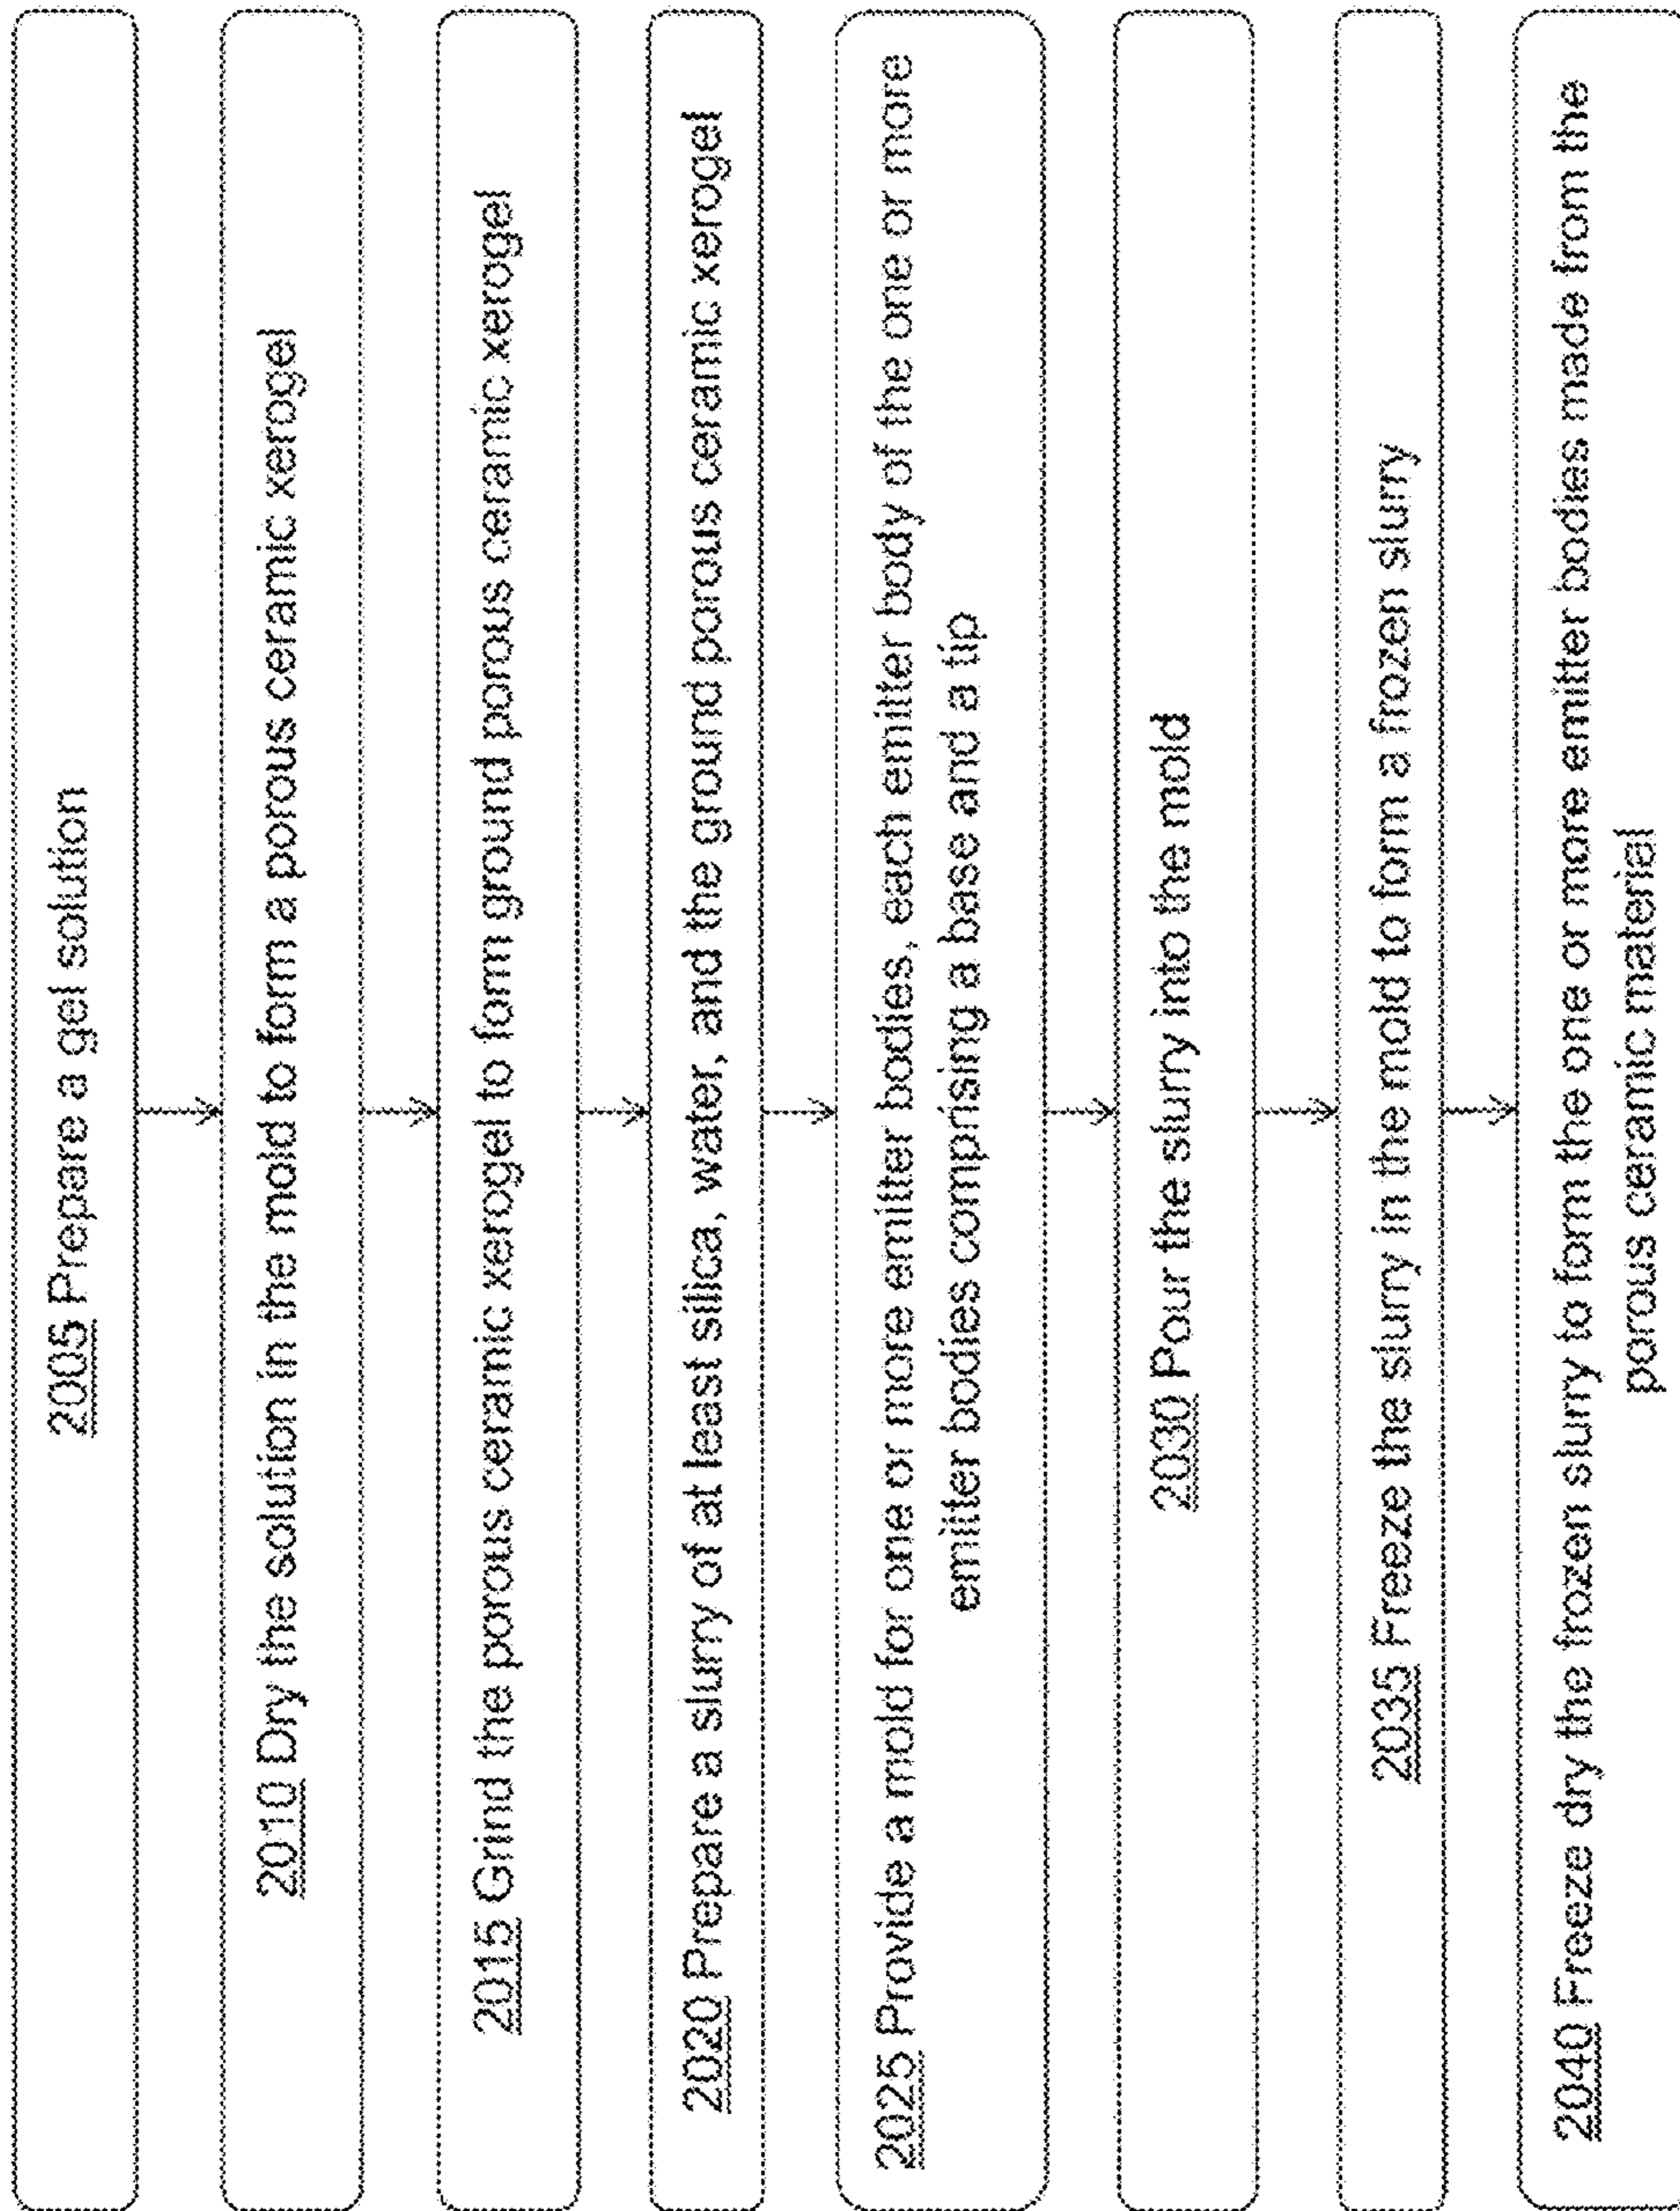 2005 Prepare a gel solution
2010 Dry the solution in the mold to form a porous ceramic xerogel
2015 Grind the porous ceramic xerogel to form ground porous ceramic xerogel
2020 Prepare a slurry of at least silica, water, and the ground porous ceramic xerogel
2025 Provide a mold for one or more emitter bodies, each emitter body of the one or more
emitter bodies comprising a base and a tip
2030 Pour the slurry into the mold
2035 Freeze the slurry in the mold to form a frozen slurry
2040 Freeze dry the frozen slurry to form the one or more emitter bodies made from the
porous ceramic material